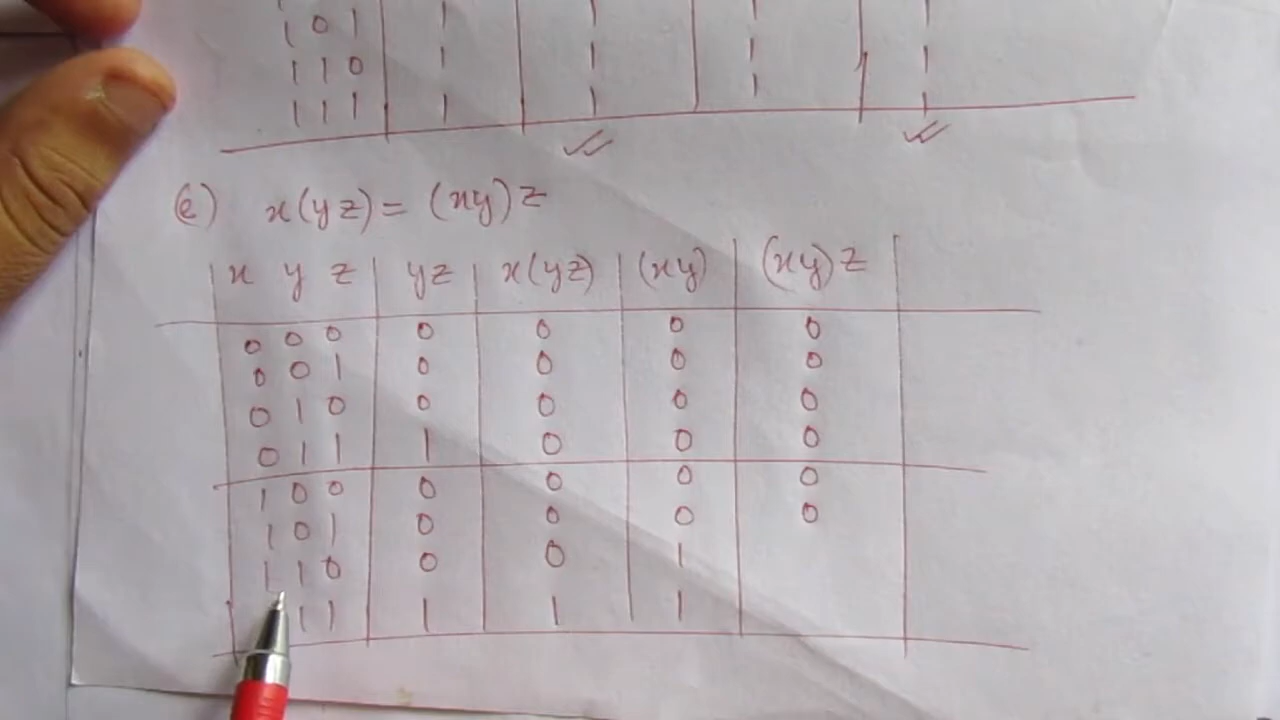 1 0 1 | 1 | 1 | 1 | 1
1 1 0 | 1 | 1 | 1 | 1
1 1 1 | 1 | 1 | 1 | 1
e) x(yz) = (xy)z
x y z | yz | x(yz) | (xy) | (xy)z
0 0 0 | 0 | 0 | 0 | 0
0 0 1 | 0 | 0 | 0 | 0
0 1 0 | 0 | 0 | 0 | 0
0 1 1 | 1 | 0 | 0 | 0
1 0 0 | 0 | 0 | 0 | 0
1 0 1 | 0 | 0 | 0 | 0
1 1 0 | 0 | 0 | 1
1 1 | 1 | 1 | 1